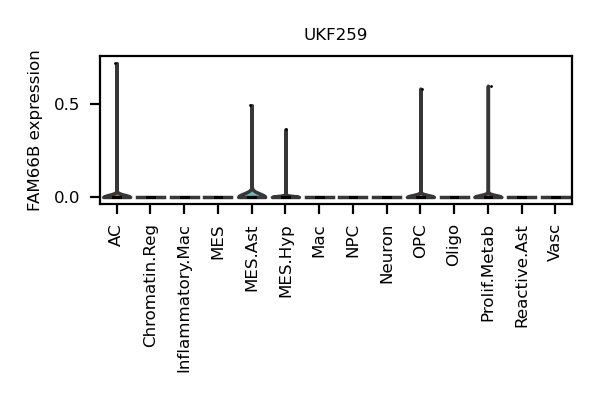 UKF259
FAM66B expression
0.5
0.0
AC
Chromatin.Reg
Inflammatory.Mac
MES
MES.Ast
MES.Hyp
Mac
NPC
Neuron
OPC
Oligo
Prolif.Metab
Reactive.Ast
Vasc